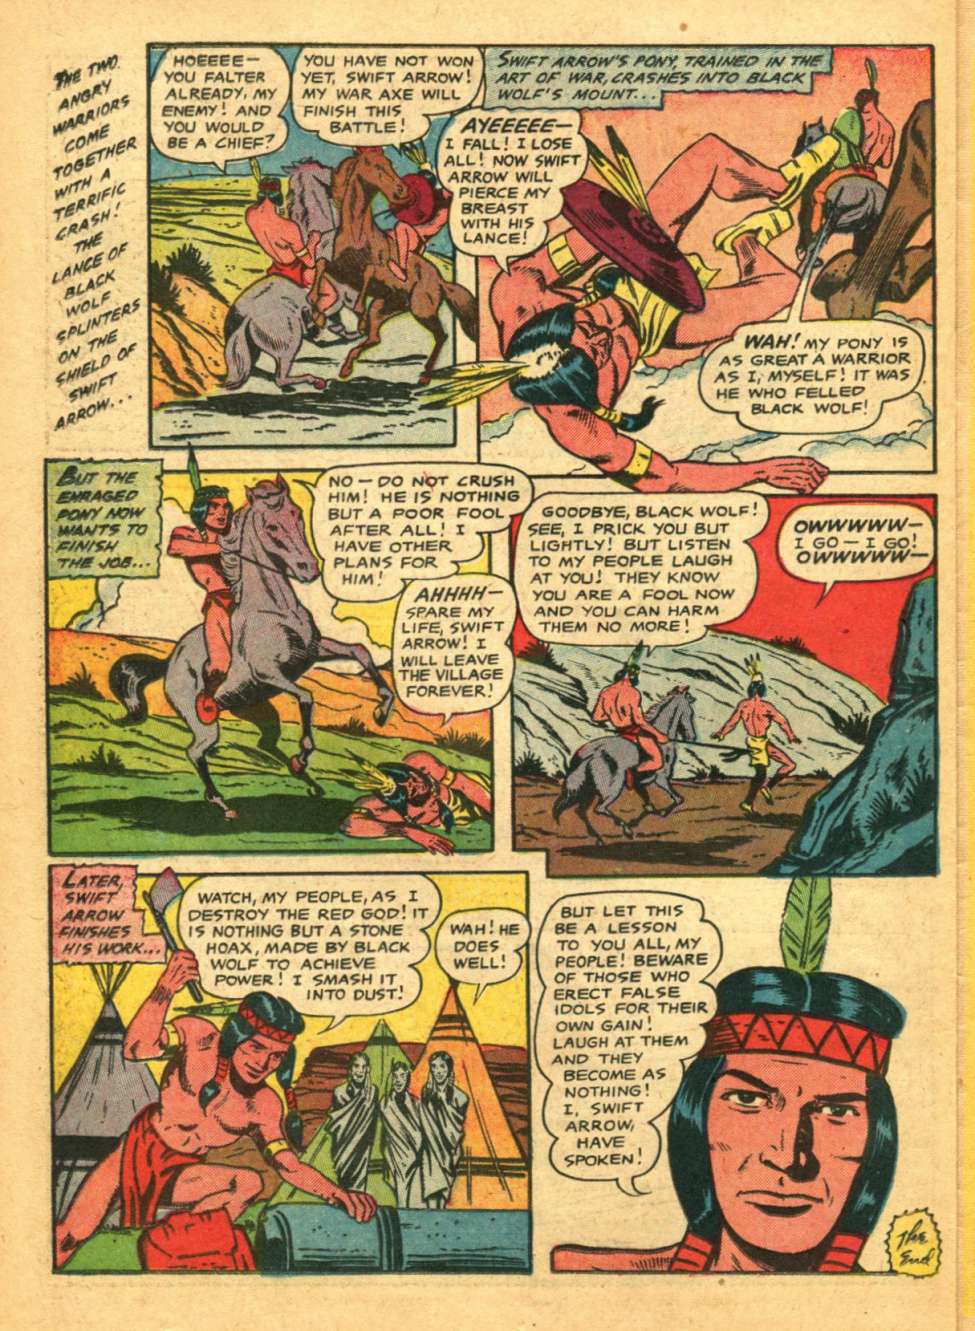 THE TWO
ANGRY
WARRIORS
COME
TOGETHER
WITH A
TERRIFIC
CRASH!
THE
LANCE OF
BLACK
WOLF
SPLINTERS
ON THE
SHIELD OF
SWIFT
ARROW...
HOEEEE—
YOU FALTER
ALREADY, MY
ENEMY! AND
YOU WOULD
BE A CHIEF?
YOU HAVE NOT WON
YET, SWIFT ARROW!
MY WAR AXE WILL
FINISH THIS
BATTLE!
SWIFT ARROW'S PONY, TRAINED IN THE
ART OF WAR, CRASHES INTO BLACK
WOLF'S MOUNT...
AYEEEEE—
I FALL! I LOSE
ALL! NOW SWIFT
ARROW WILL
PIERCE MY
BREAST
WITH HIS
LANCE!
WAH! MY PONY IS
AS GREAT A WARRIOR
AS I, MYSELF! IT WAS
HE WHO FELLED
BLACK WOLF!
BUT THE
ENRAGED
PONY NOW
WANTS TO
FINISH
THE JOB...
NO—DO NOT CRUSH
HIM! HE IS NOTHING
BUT A POOR FOOL
AFTER ALL! I
HAVE OTHER
PLANS FOR
HIM!
AHHHH—
SPARE MY
LIFE, SWIFT
ARROW! I
WILL LEAVE
THE VILLAGE
FOREVER!
GOODBYE, BLACK WOLF!
SEE, I PRICK YOU BUT
LIGHTLY! BUT LISTEN
TO MY PEOPLE LAUGH
AT YOU! THEY KNOW
YOU ARE A FOOL NOW
AND YOU CAN HARM
THEM NO MORE!
OWWWWW—
I GO—I GO!
OWWWWW—
LATER,
SWIFT
ARROW
FINISHES
HIS WORK...
WATCH, MY PEOPLE, AS I
DESTROY THE RED GOD! IT
IS NOTHING BUT A STONE
HOAX, MADE BY BLACK
WOLF TO ACHIEVE
POWER! I SMASH IT
INTO DUST!
WAH! HE
DOES
WELL!
BUT LET THIS
BE A LESSON
TO YOU ALL, MY
PEOPLE! BEWARE
OF THOSE WHO
ERECT FALSE
IDOLS FOR THEIR
OWN GAIN!
LAUGH AT THEM
AND THEY
BECOME AS
NOTHING!
I, SWIFT
ARROW,
HAVE
SPOKEN!
The
End